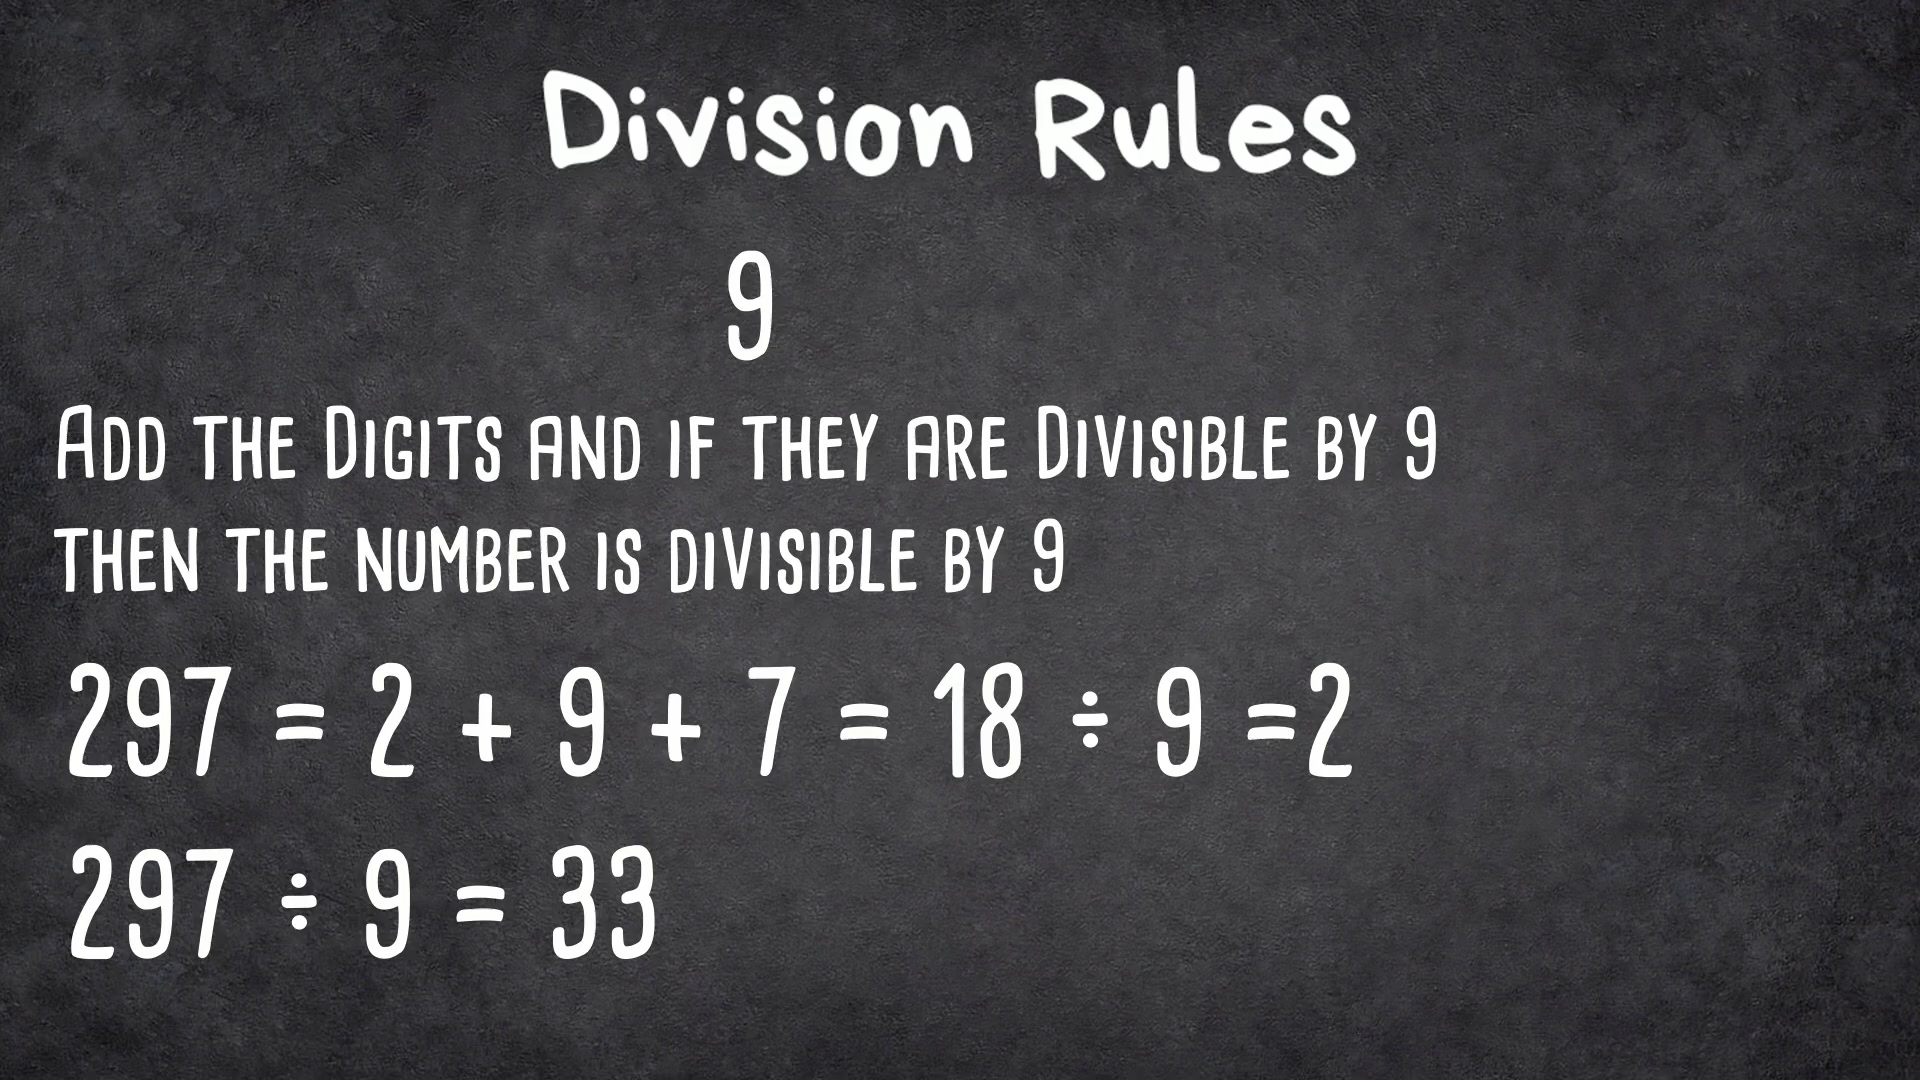 Division Rules
9
Add the Digits and if they are Divisible by 9
then the number is divisible by 9
297 = 2 + 9 + 7 = 18 ÷ 9 =2
297 ÷ 9 = 33